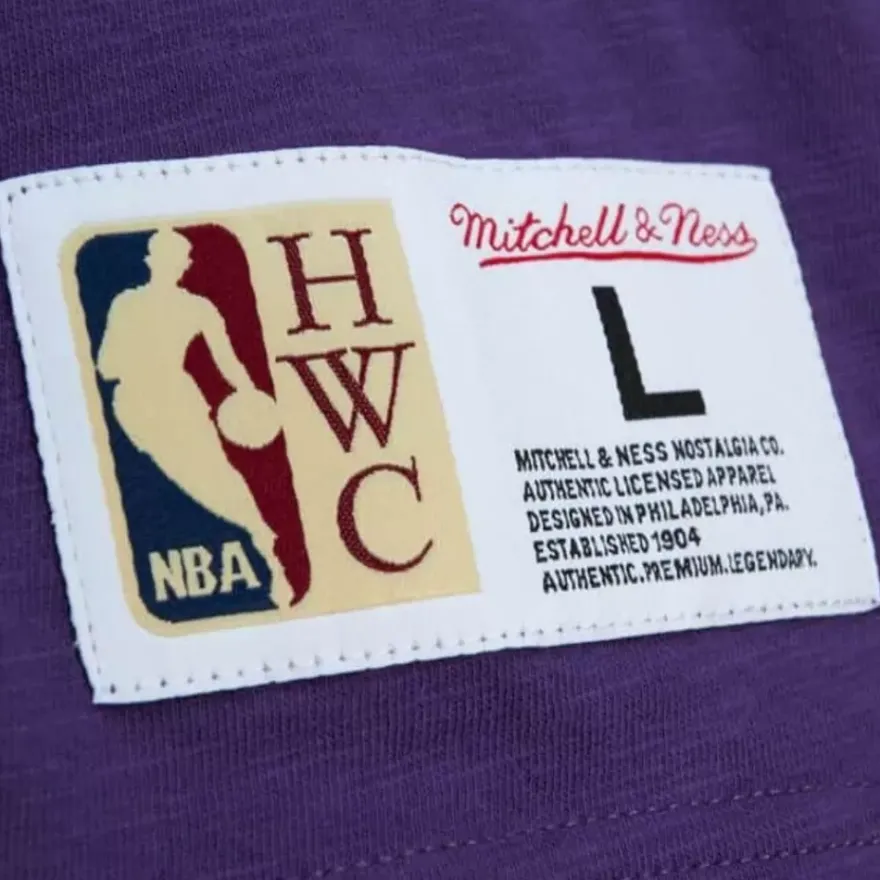 NBA
H
W
C
Mitchell & Ness
L
MITCHELL & NESS NOSTALGIA CO.
AUTHENTIC LICENSED APPAREL
DESIGNED IN PHILADELPHIA, PA.
ESTABLISHED 1904
AUTHENTIC.PREMIUM.LEGENDARY.